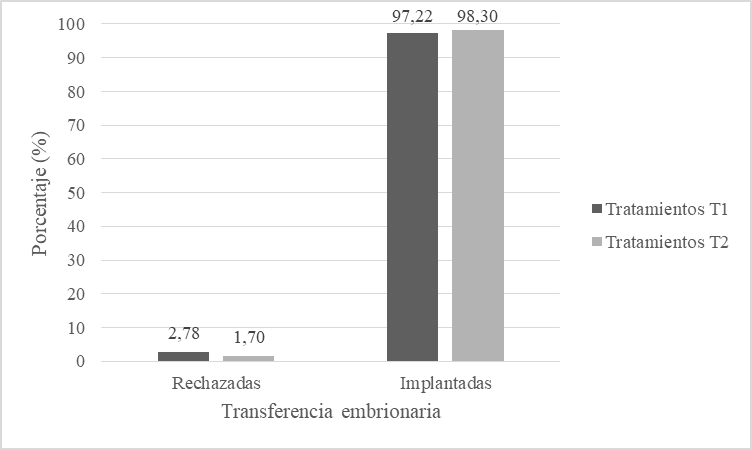 97,22 98,30
100
90
80
70
60
50
40
30
20
10
0
Porcentaje (%)
2,78 1,70
Rechazadas Implantadas
Transferencia embrionaria
Tratamientos T1
Tratamientos T2